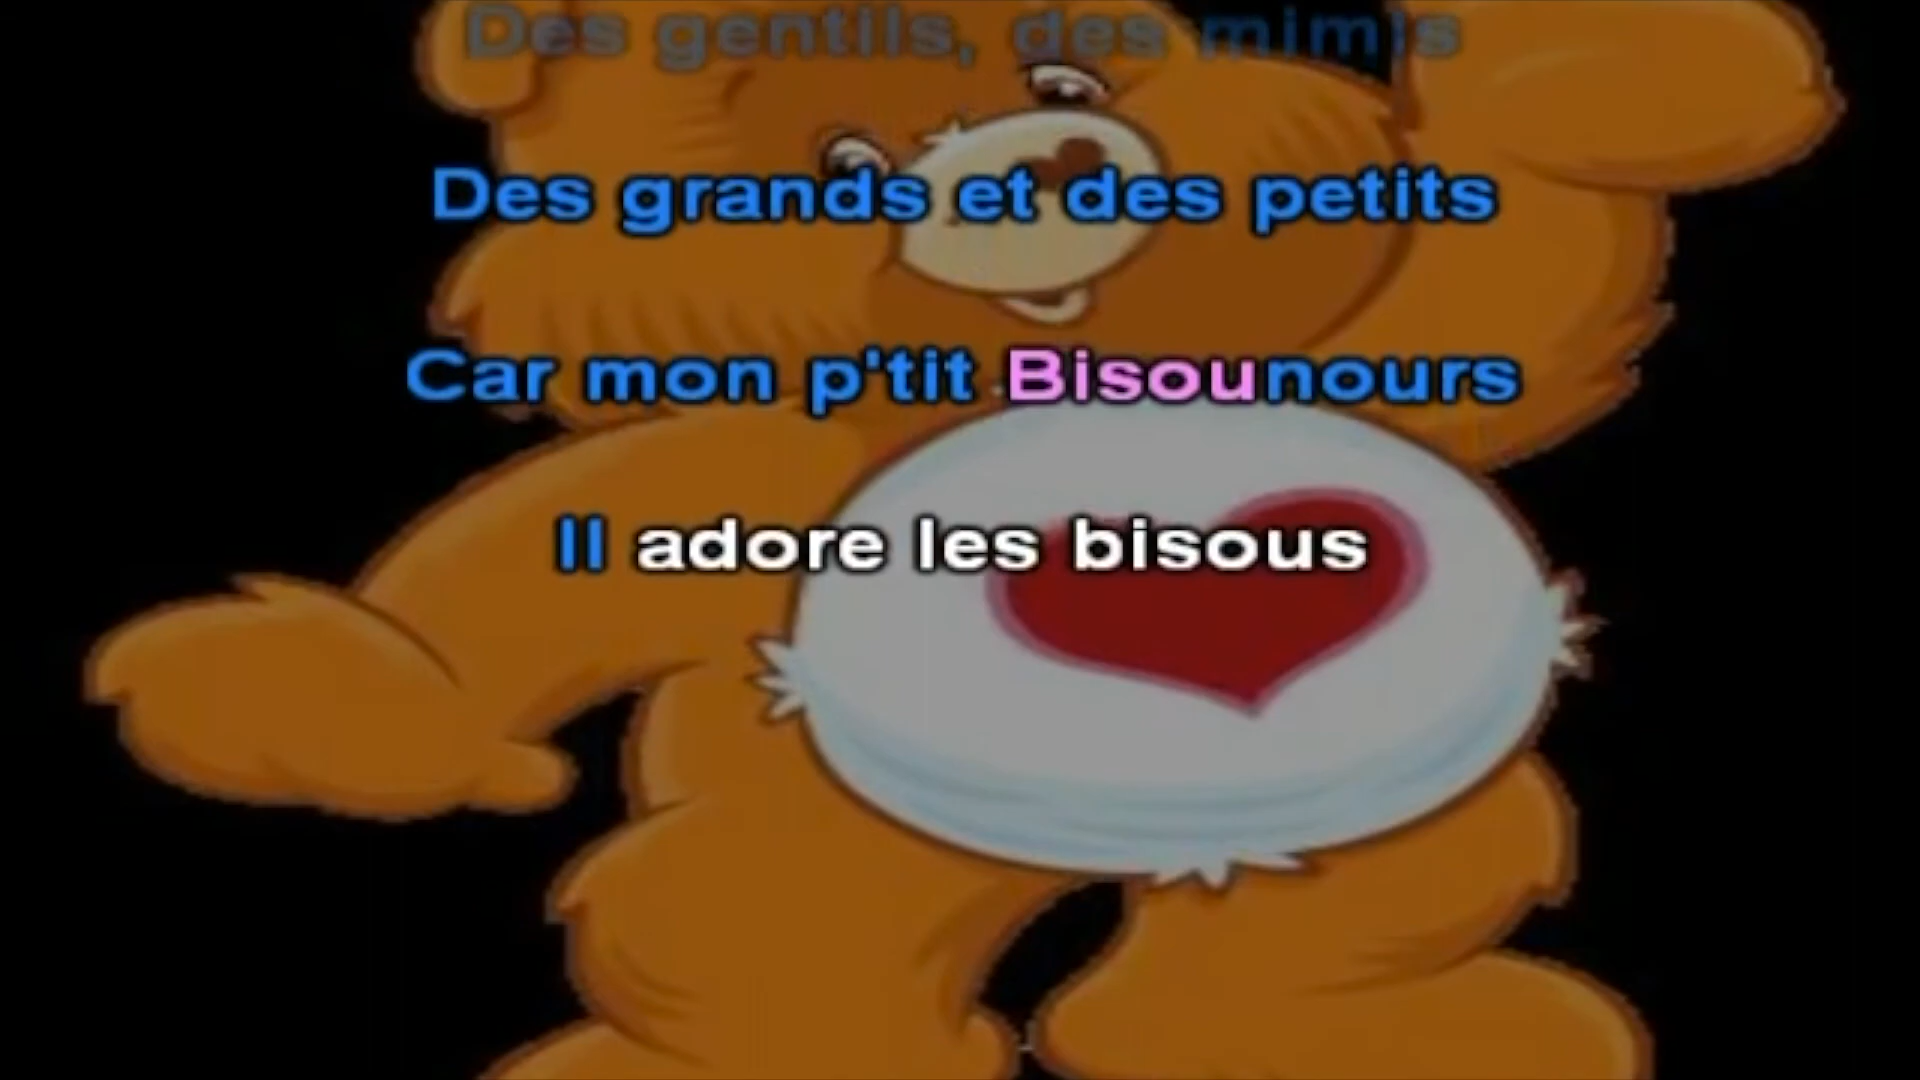 Des gentils, des mimis
Des grands et des petits
Car mon p'tit Bisounours
Il adore les bisous